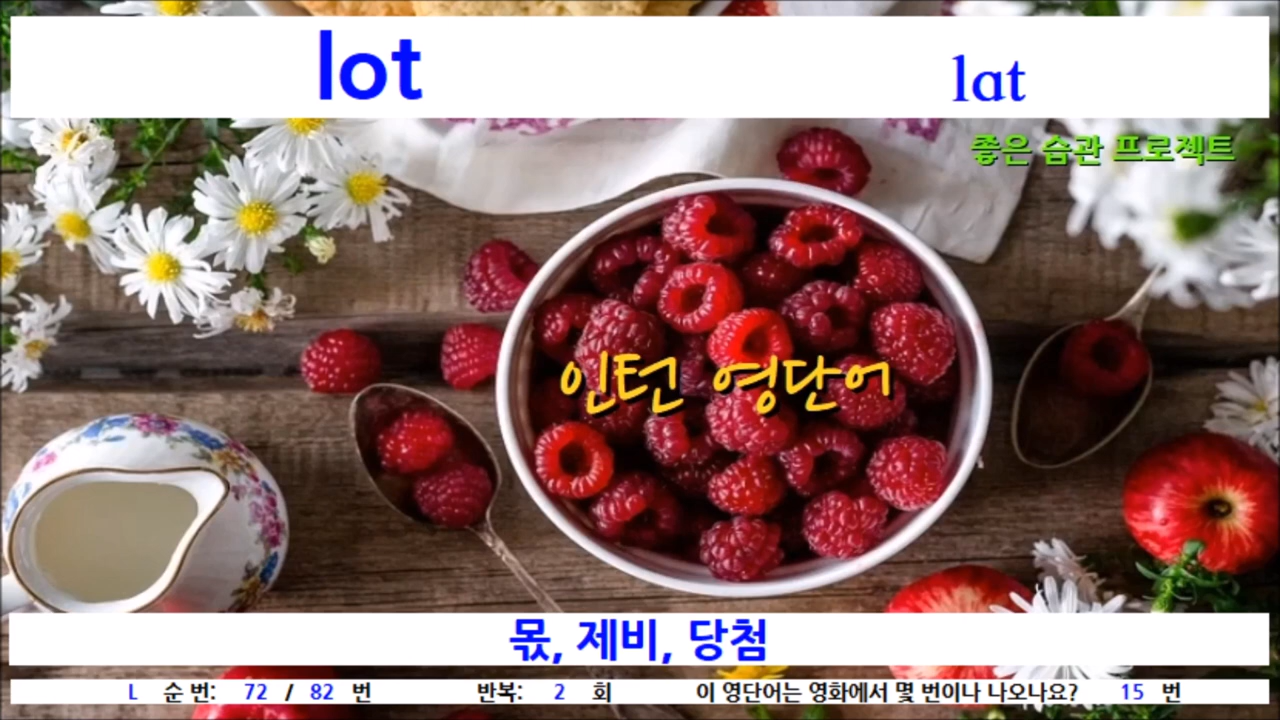 lot lɑt
좋은 습관 프로젝트
인턴 영단어
몫, 제비, 당첨
L 순 번: 72 / 82 번 반복: 2 회 이 영단어는 영화에서 몇 번이나 나오나요? 15 번